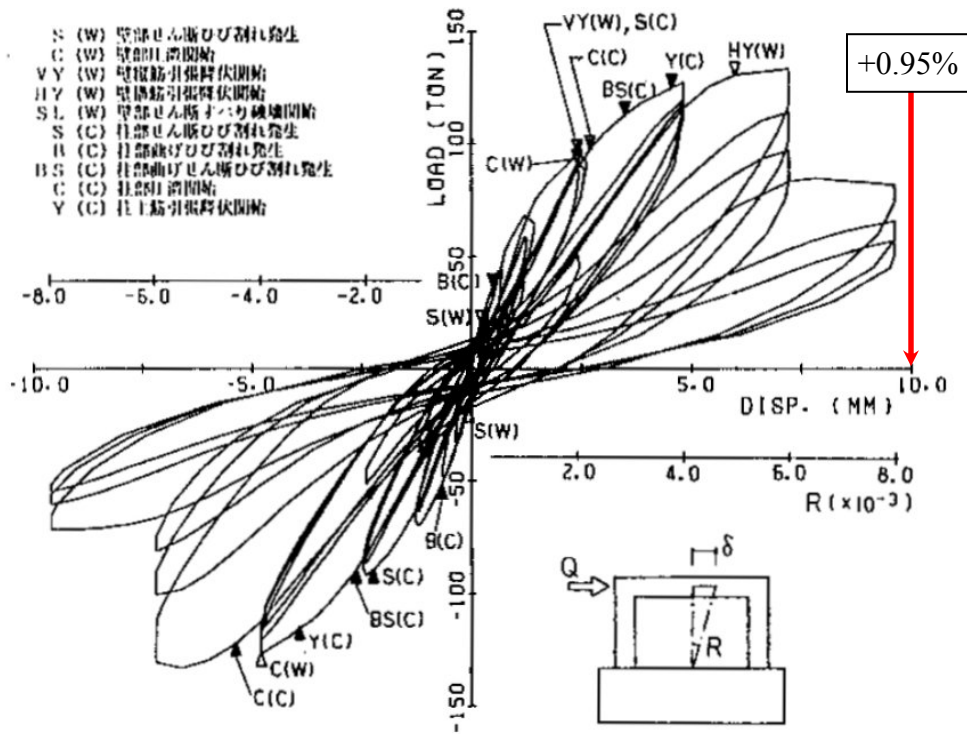 S (W) 壁部せん断ひび割れ発生
C (W) 壁部圧潰開始
VY (W) 壁縦筋引張降伏開始
HY (W) 壁横筋引張降伏開始
SL (W) 壁部せん断すべり破壊開始
S (C) 柱部せん断ひび割れ発生
B (C) 柱部曲げひび割れ発生
BS (C) 柱部曲げせん断ひび割れ発生
C (C) 柱部圧潰開始
Y (C) 柱主筋引張降伏開始
LOAD (TON)
150
100
50
-50
-100
-150
+0.95%
VY(W), S(C)
C(C)
BS(C)
Y(C)
HY(W)
C(W)
B(C)
S(W)
-8.0 -6.0 -4.0 -2.0
-10.0 -5.0 5.0 10.0
DISP. (MM)
S(W)
2.0 4.0 6.0 8.0
R (×10⁻³)
B(C)
S(C)
BS(C)
Y(C)
C(W)
C(C)
δ
Q
R